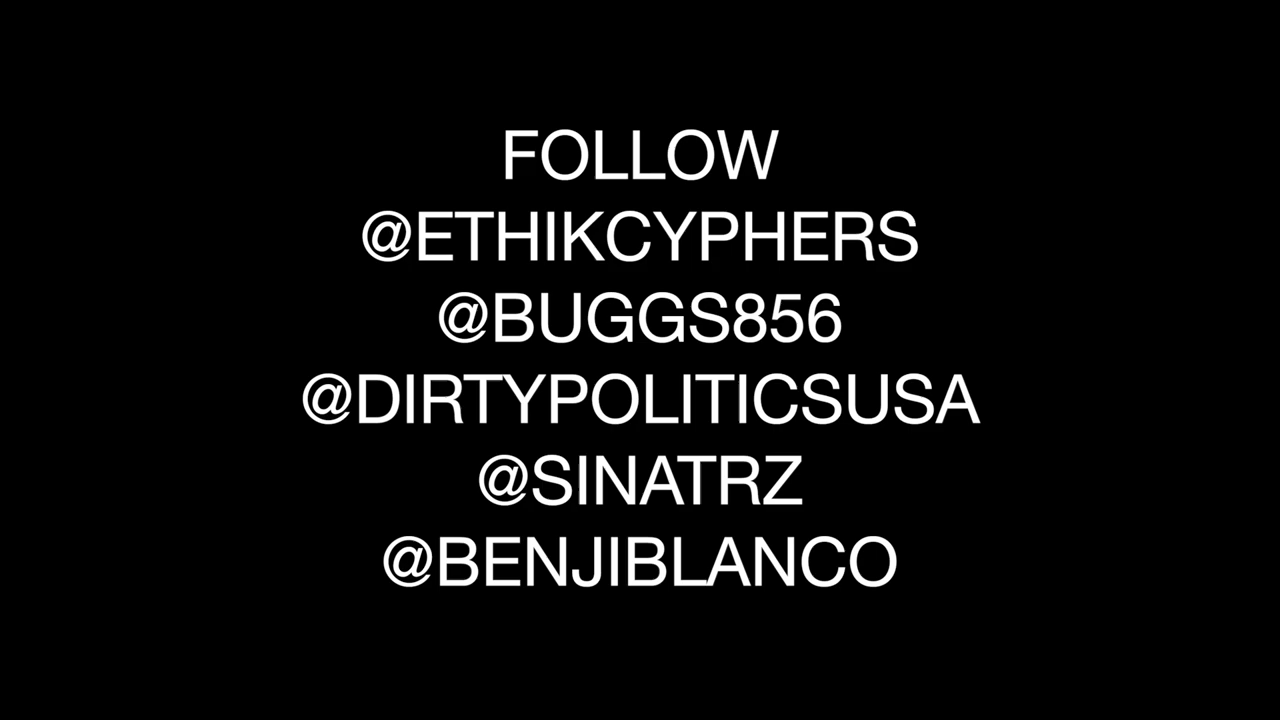 FOLLOW
@ETHIKCYPHERS
@BUGGS856
@DIRTYPOLITICSUSA
@SINATRZ
@BENJIBLANCO